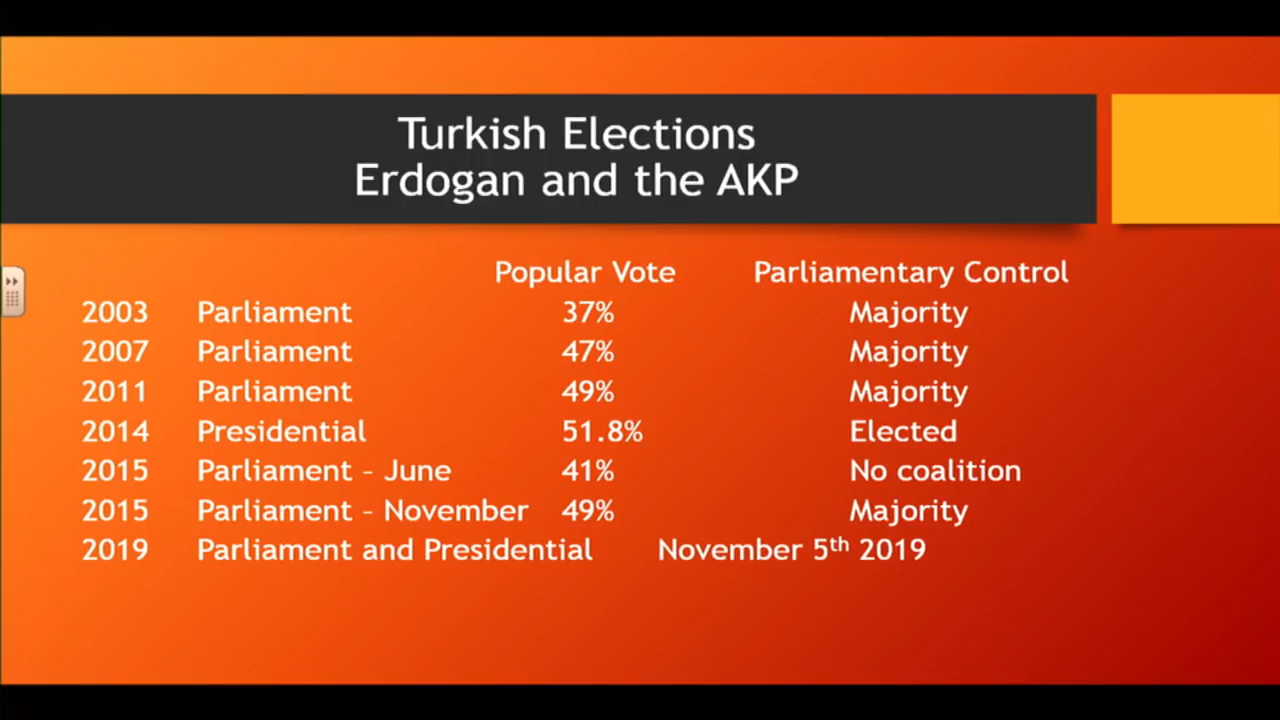 Turkish Elections
Erdogan and the AKP
Popular Vote Parliamentary Control
2003 Parliament 37% Majority
2007 Parliament 47% Majority
2011 Parliament 49% Majority
2014 Presidential 51.8% Elected
2015 Parliament – June 41% No coalition
2015 Parliament – November 49% Majority
2019 Parliament and Presidential November 5th 2019